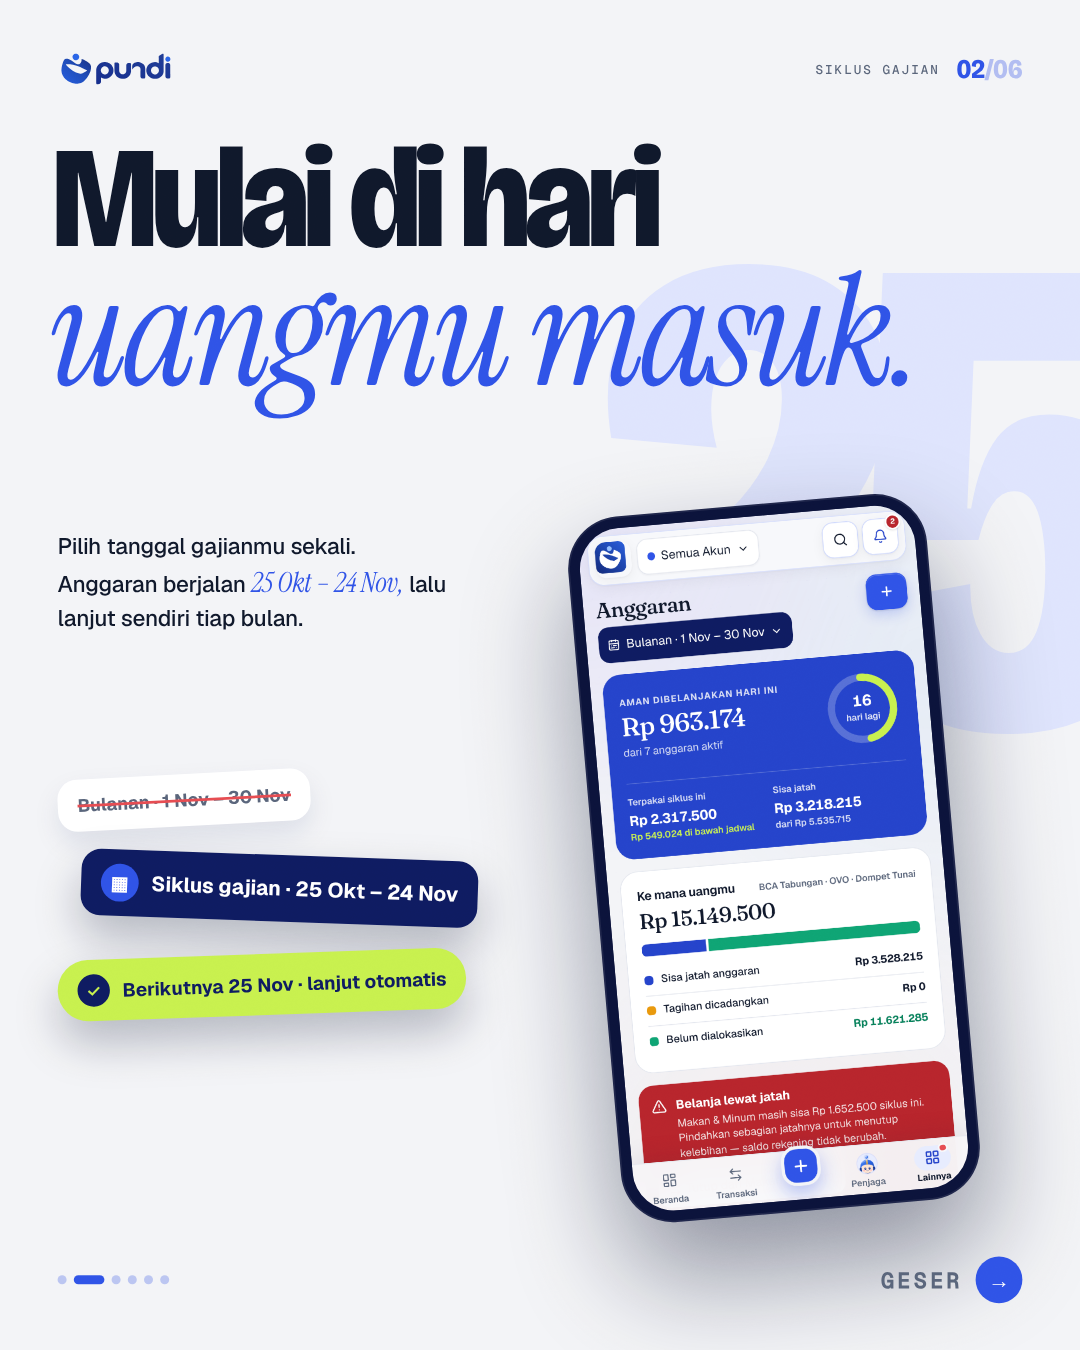 pundi
SIKLUS GAJIAN 02/06
Mulai di hari
uangmu masuk.
25
Pilih tanggal gajianmu sekali.
Anggaran berjalan 25 Okt – 24 Nov, lalu
lanjut sendiri tiap bulan.
Bulanan · 1 Nov – 30 Nov
Siklus gajian · 25 Okt – 24 Nov
Berikutnya 25 Nov · lanjut otomatis
Semua Akun
2
Anggaran
+
Bulanan · 1 Nov – 30 Nov
AMAN DIBELANJAKAN HARI INI
Rp 963.174
dari 7 anggaran aktif
16
hari lagi
Terpakai siklus ini
Rp 2.317.500
Rp 549.024 di bawah jadwal
Sisa jatah
Rp 3.218.215
dari Rp 5.535.715
Ke mana uangmu
BCA Tabungan · OVO · Dompet Tunai
Rp 15.149.500
Sisa jatah anggaran Rp 3.528.215
Tagihan dicadangkan Rp 0
Belum dialokasikan Rp 11.621.285
Belanja lewat jatah
Makan & Minum masih sisa Rp 1.652.500 siklus ini.
Pindahkan sebagian jatahnya untuk menutup
kelebihan — saldo rekening tidak berubah.
Beranda
Transaksi
+
Penjaga
Lainnya
GESER →